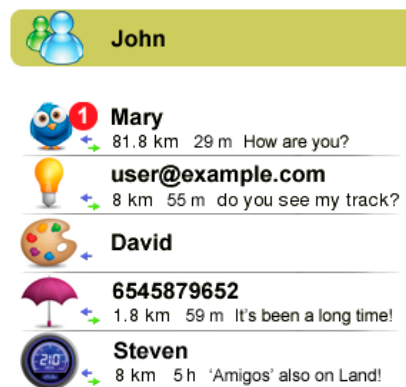 John
1
Mary
81.8 km 29 m How are you?
user@example.com
8 km 55 m do you see my track?
David
6545879652
1.8 km 59 m It's been a long time!
Steven
210
8 km 5 h 'Amigos' also on Land!